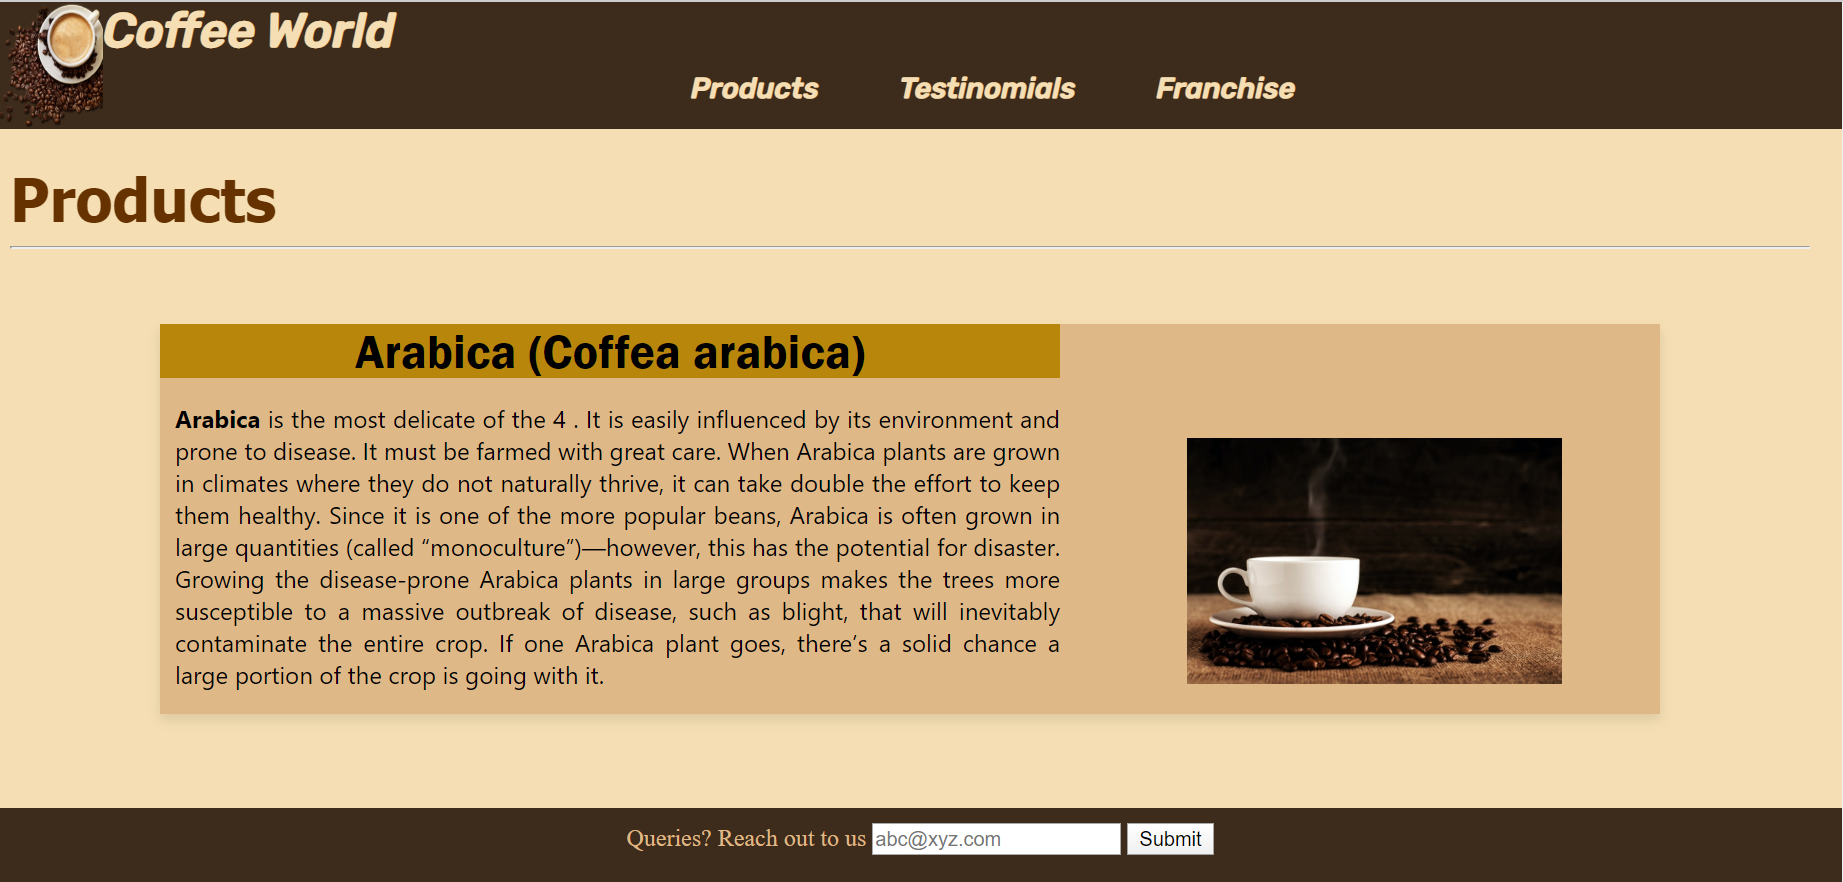 Coffee World
Products Testinomials Franchise
Products
Arabica (Coffea arabica)
Arabica is the most delicate of the 4 . It is easily influenced by its environment and
prone to disease. It must be farmed with great care. When Arabica plants are grown
in climates where they do not naturally thrive, it can take double the effort to keep
them healthy. Since it is one of the more popular beans, Arabica is often grown in
large quantities (called “monoculture”)—however, this has the potential for disaster.
Growing the disease-prone Arabica plants in large groups makes the trees more
susceptible to a massive outbreak of disease, such as blight, that will inevitably
contaminate the entire crop. If one Arabica plant goes, there’s a solid chance a
large portion of the crop is going with it.
Queries? Reach out to us abc@xyz.com Submit